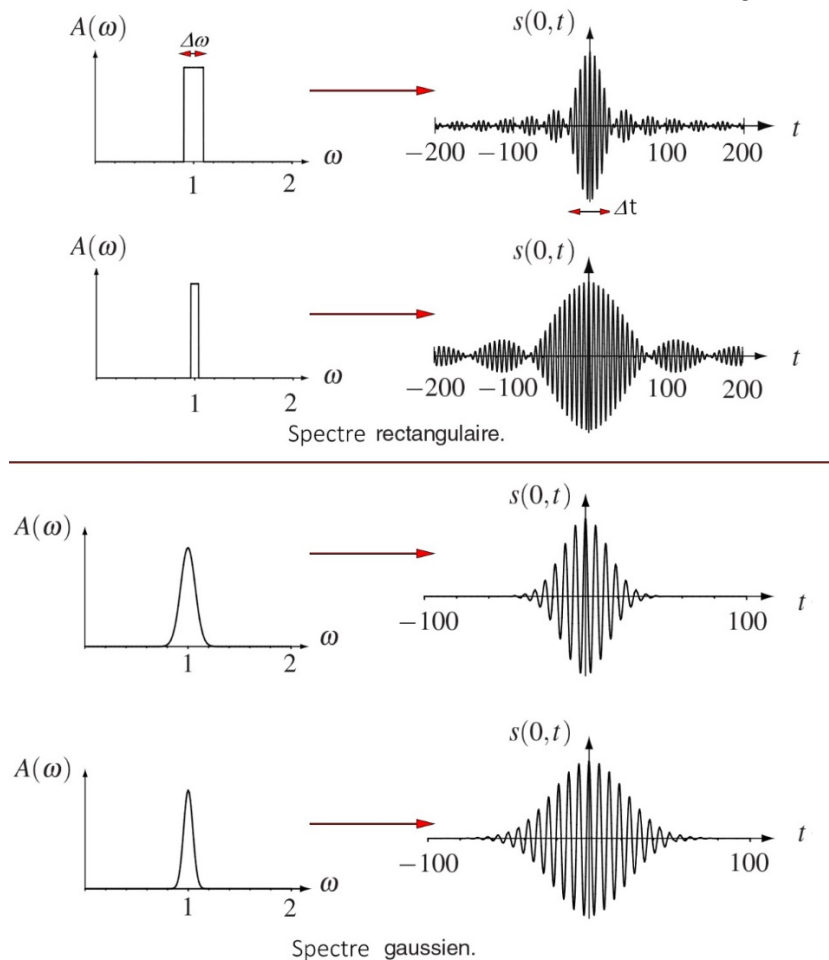 A(ω)
Δω
s(0,t)
ω
1
2
t
−200
−100
100
200
Δt
A(ω)
s(0,t)
ω
1
2
t
−200
−100
100
200
Spectre rectangulaire.
A(ω)
s(0,t)
ω
1
2
t
−100
100
A(ω)
s(0,t)
ω
1
2
t
−100
100
Spectre gaussien.